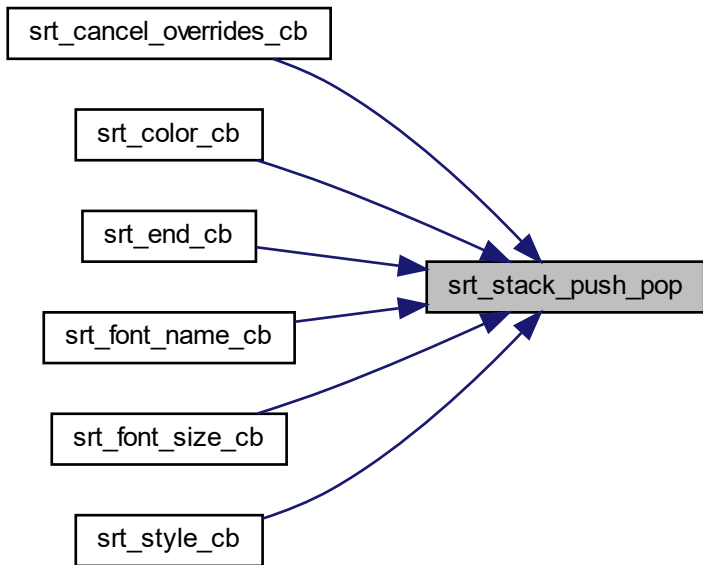 srt_cancel_overrides_cb
srt_color_cb
srt_end_cb
srt_stack_push_pop
srt_font_name_cb
srt_font_size_cb
srt_style_cb